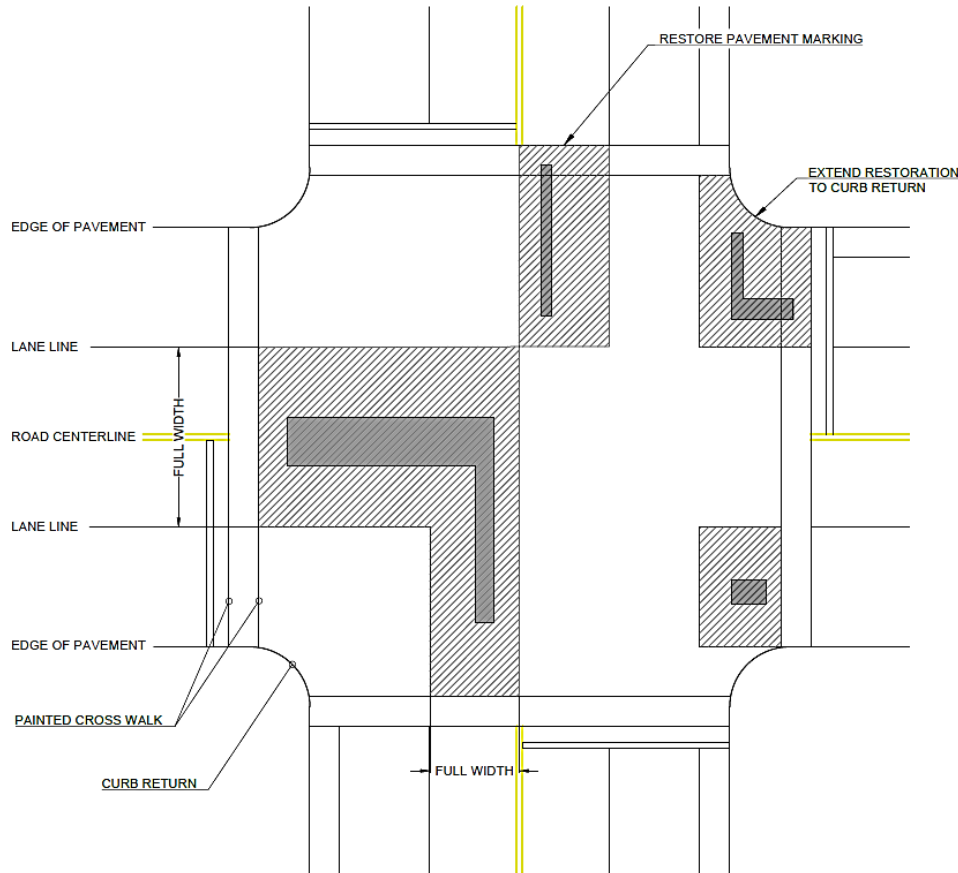 RESTORE PAVEMENT MARKING
EXTEND RESTORATION
TO CURB RETURN
EDGE OF PAVEMENT
LANE LINE
FULL WIDTH
ROAD CENTERLINE
LANE LINE
EDGE OF PAVEMENT
PAINTED CROSS WALK
FULL WIDTH
CURB RETURN